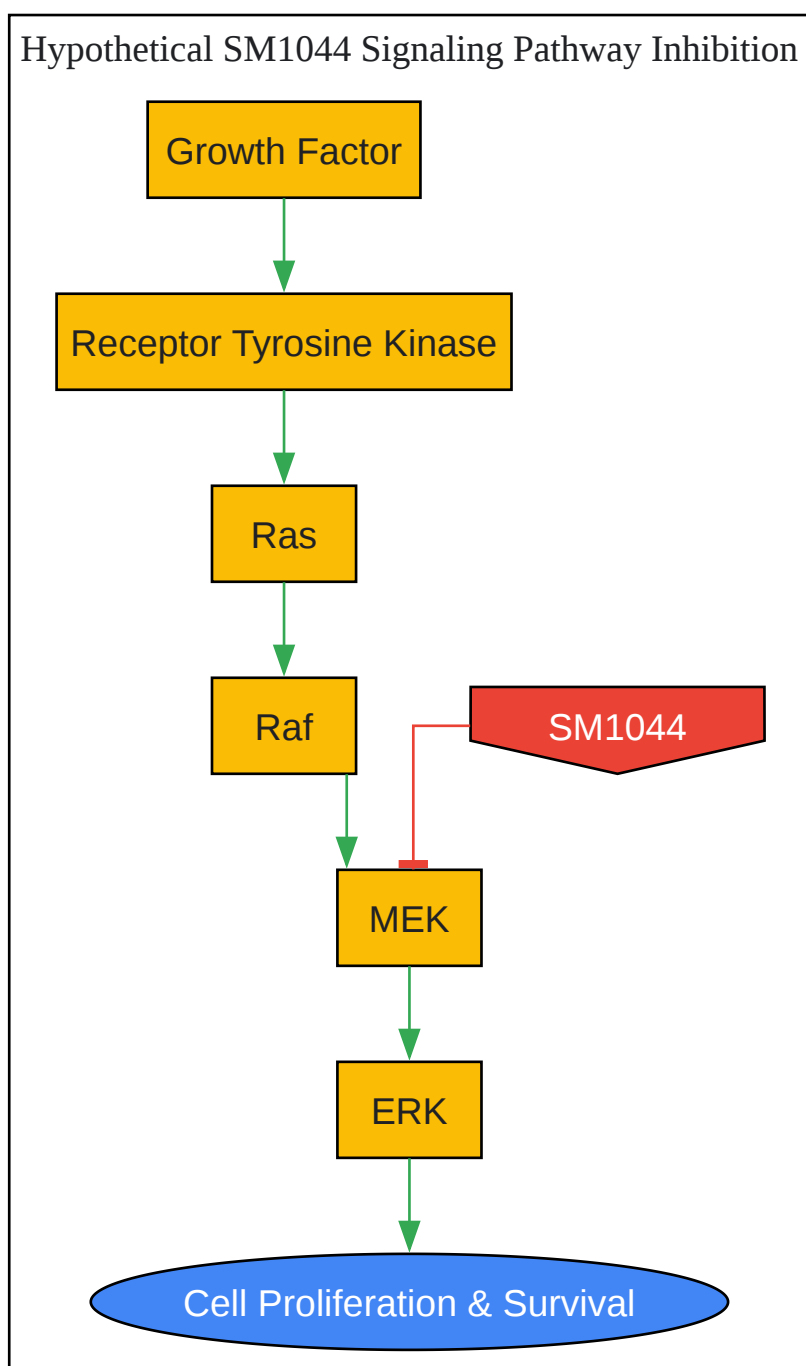 Hypothetical SM1044 Signaling Pathway Inhibition
Growth Factor
Receptor Tyrosine Kinase
Ras
Raf
SM1044
MEK
ERK
Cell Proliferation & Survival